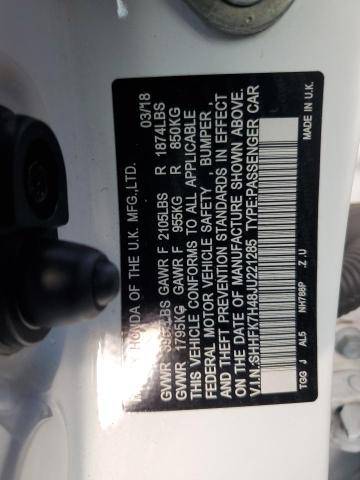 HONDA OF THE U.K. MFG.,LTD. 03/18
GVWR LBS GAWR F 2105LBS R 1874LBS
GVWR 1795KG GAWR F 955KG R 850KG
THIS VEHICLE CONFORMS TO ALL APPLICABLE
FEDERAL MOTOR VEHICLE SAFETY , BUMPER ,
AND THEFT PREVENTION STANDARDS IN EFFECT
ON THE DATE OF MANUFACTURE SHOWN ABOVE.
V.I.N.:SHHFK7H48JU221285 TYPE:PASSENGER CAR
TGG J AL5 NH788P Z.U MADE IN U.K.